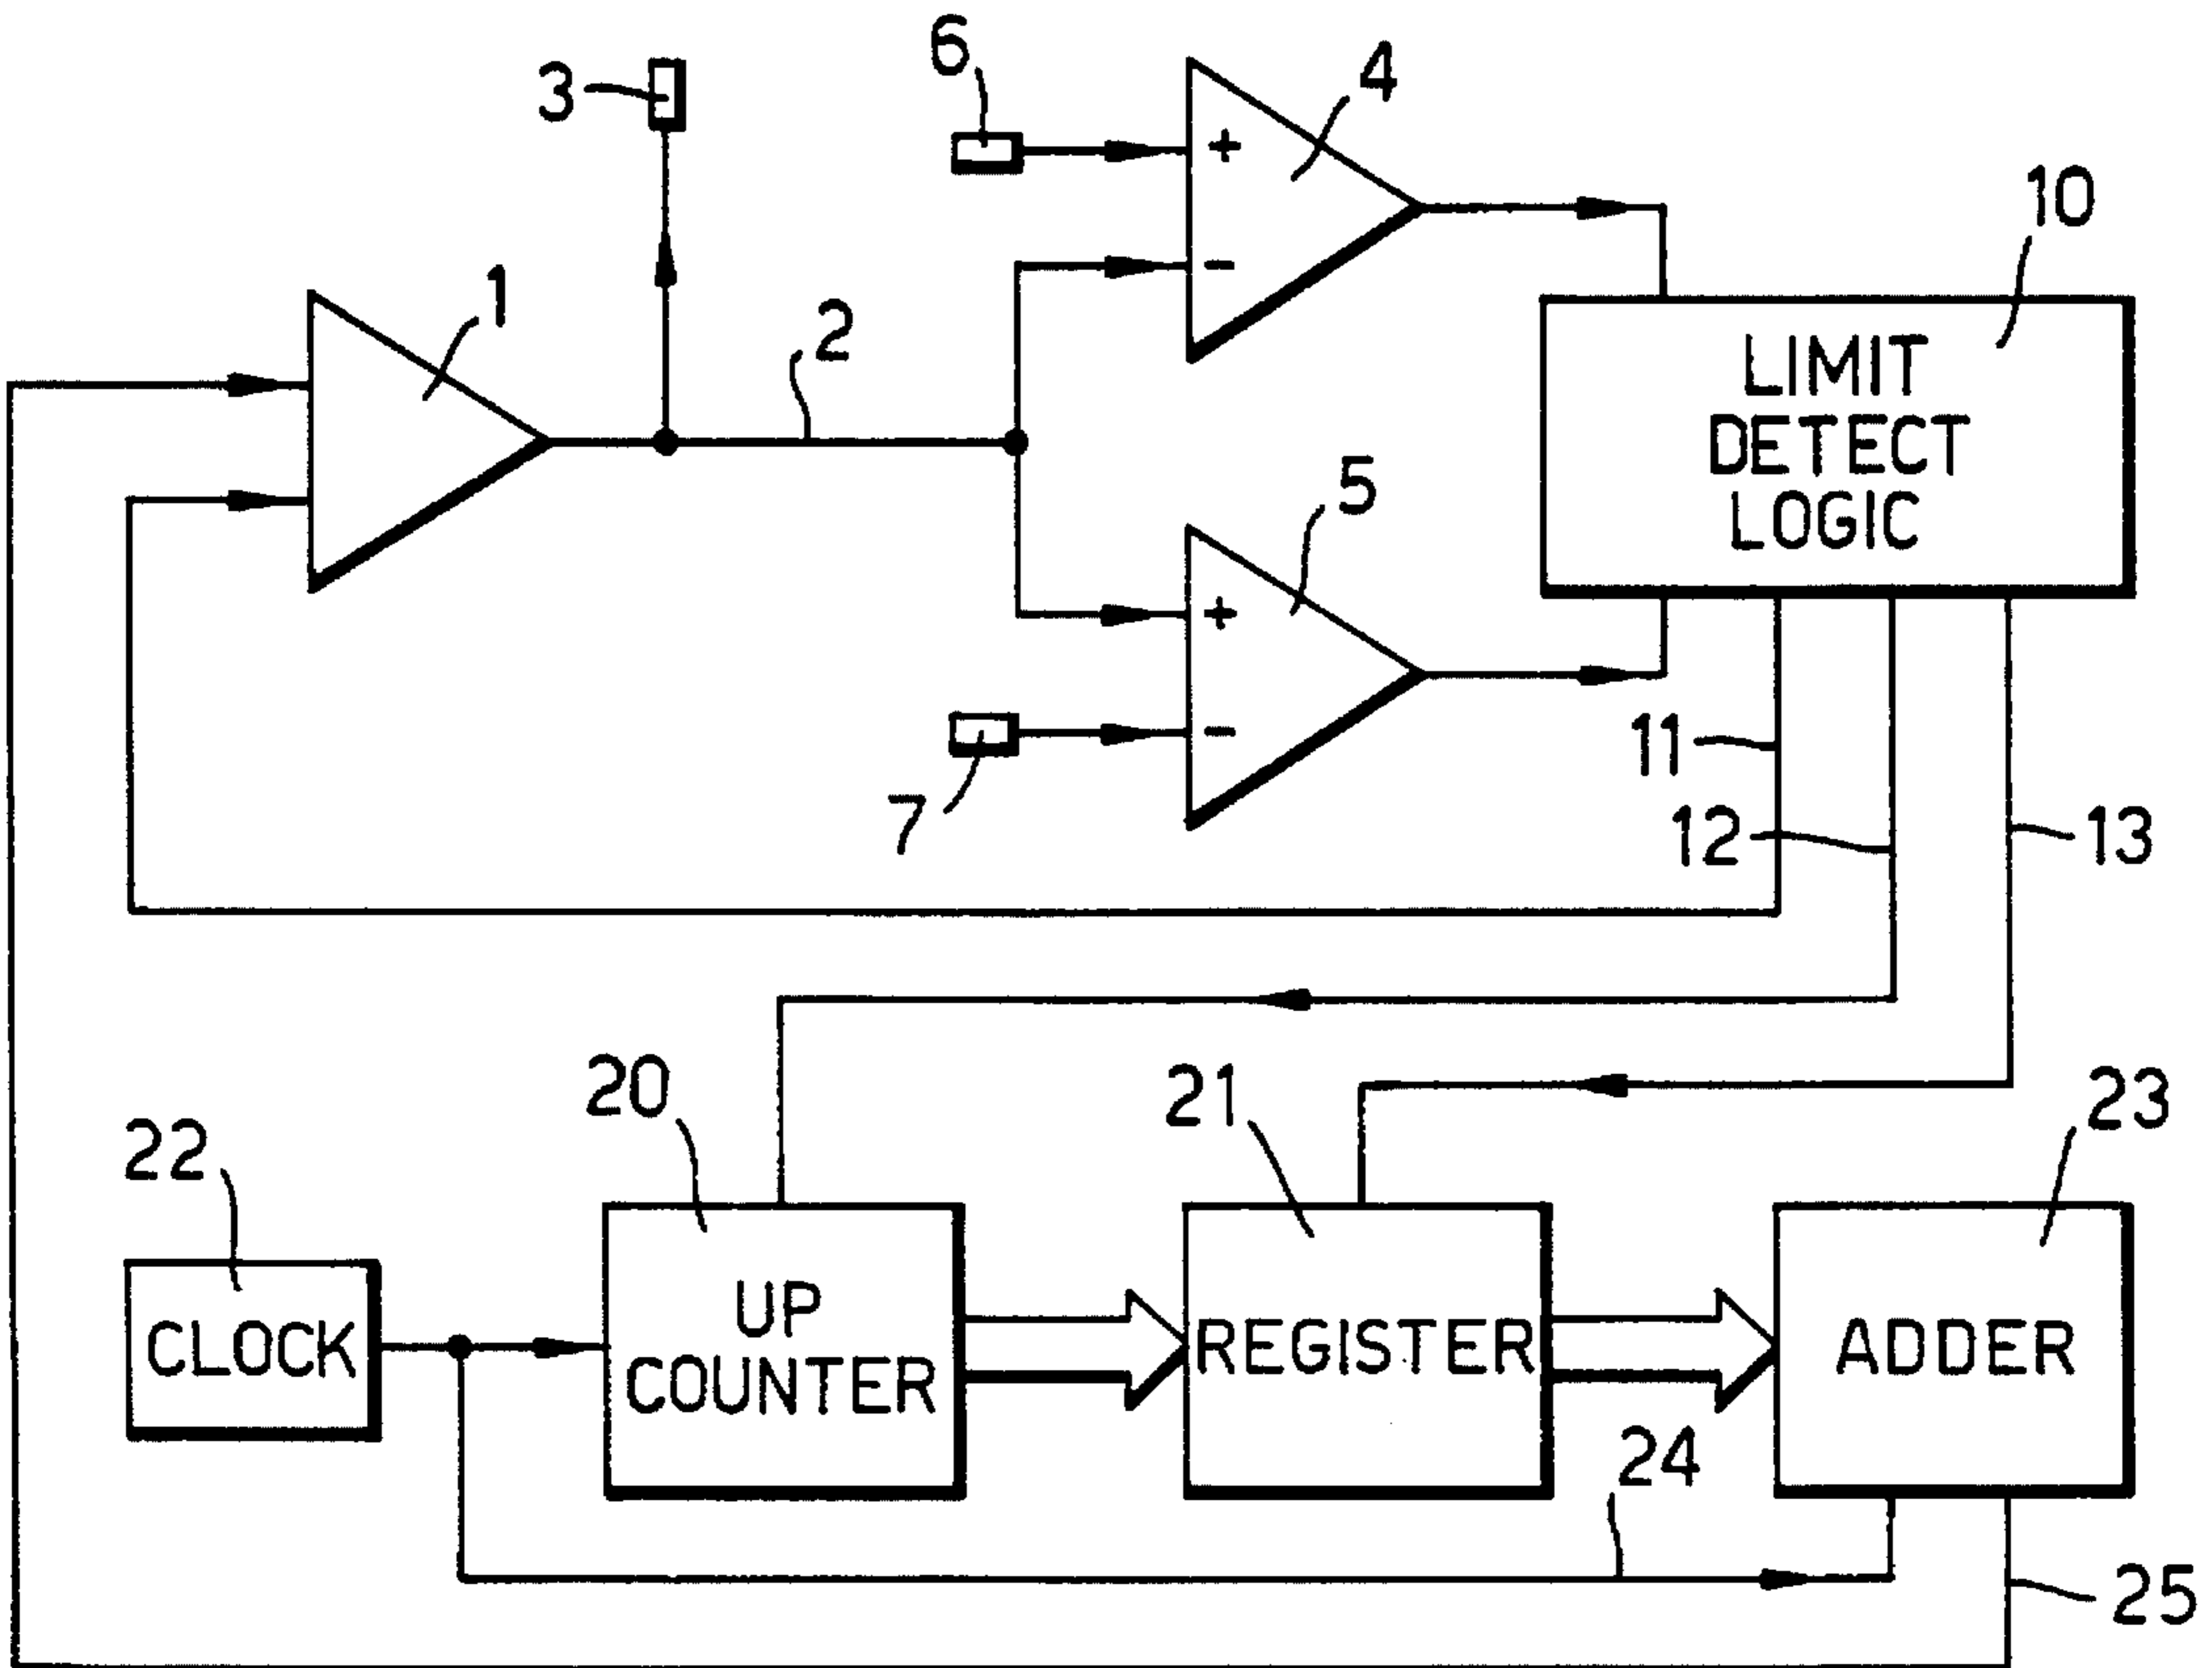 6
4
3
10
1
2
+
-
LIMIT
DETECT
LOGIC
5
+
-
7
11
12
13
20
21
23
22
UP
COUNTER
CLOCK
REGISTER
ADDER
24
25